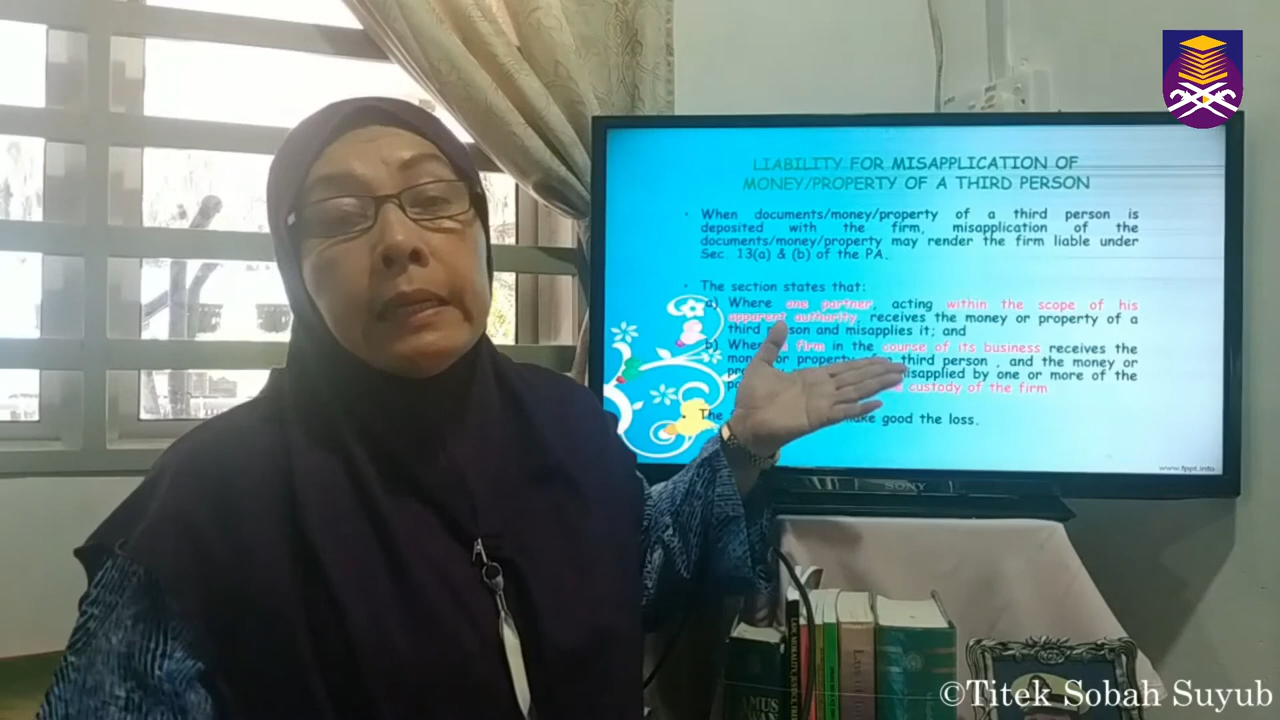 LIABILITY FOR MISAPPLICATION OF
MONEY/PROPERTY OF A THIRD PERSON
• When documents/money/property of a third person is
deposited with the firm, misapplication of the
documents/money/property may render the firm liable under
Sec. 13(a) & (b) of the PA.
• The section states that:
a) Where one partner, acting within the scope of his
apparent authority, receives the money or property of a
third person and misapplies it; and
b) firm in the course of its business receives the
or property third person , and the money or
misapplied by one or more of the
custody of the firm
The make good the loss.
www.fppt.info
SONY
©Titek Sobah Suyub